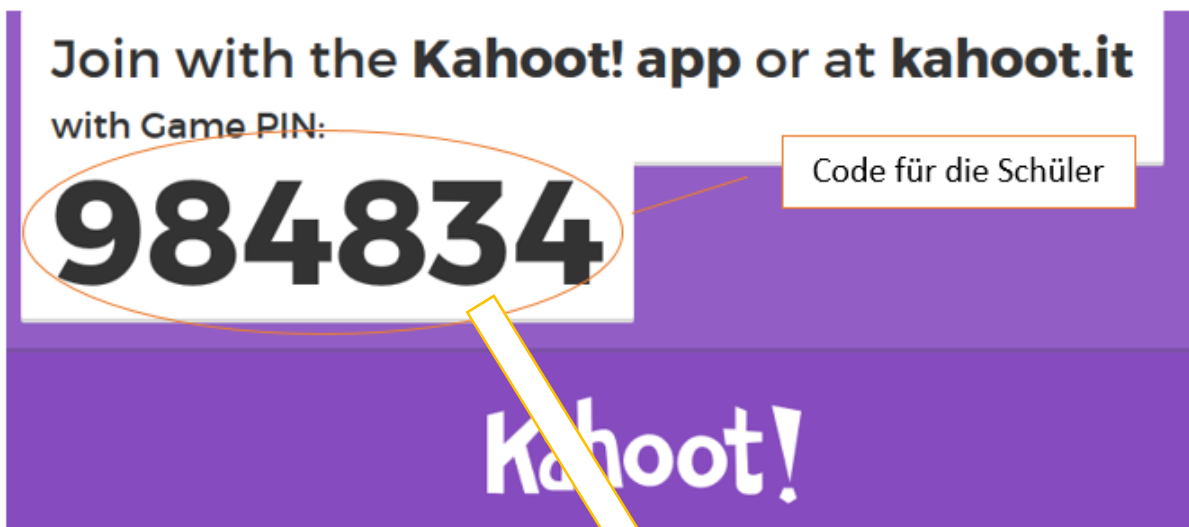 Join with the Kahoot! app or at kahoot.it
with Game PIN:
984834
Code für die Schüler
Kahoot!